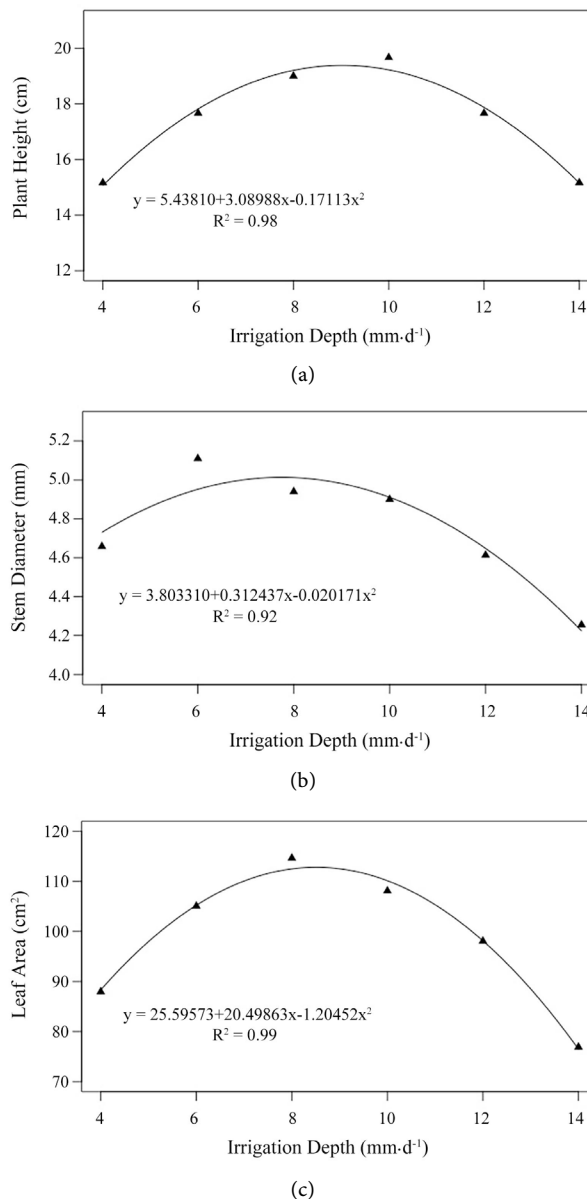 20
18
16
14
12
Plant Height (cm)
y = 5.43810+3.08988x-0.17113x²
R² = 0.98
4 6 8 10 12 14
Irrigation Depth (mm·d⁻¹)
(a)
5.2
5.0
4.8
4.6
4.4
4.2
4.0
Stem Diameter (mm)
y = 3.803310+0.312437x-0.020171x²
R² = 0.92
4 6 8 10 12 14
Irrigation Depth (mm·d⁻¹)
(b)
120
110
100
90
80
70
Leaf Area (cm²)
y = 25.59573+20.49863x-1.20452x²
R² = 0.99
4 6 8 10 12 14
Irrigation Depth (mm·d⁻¹)
(c)